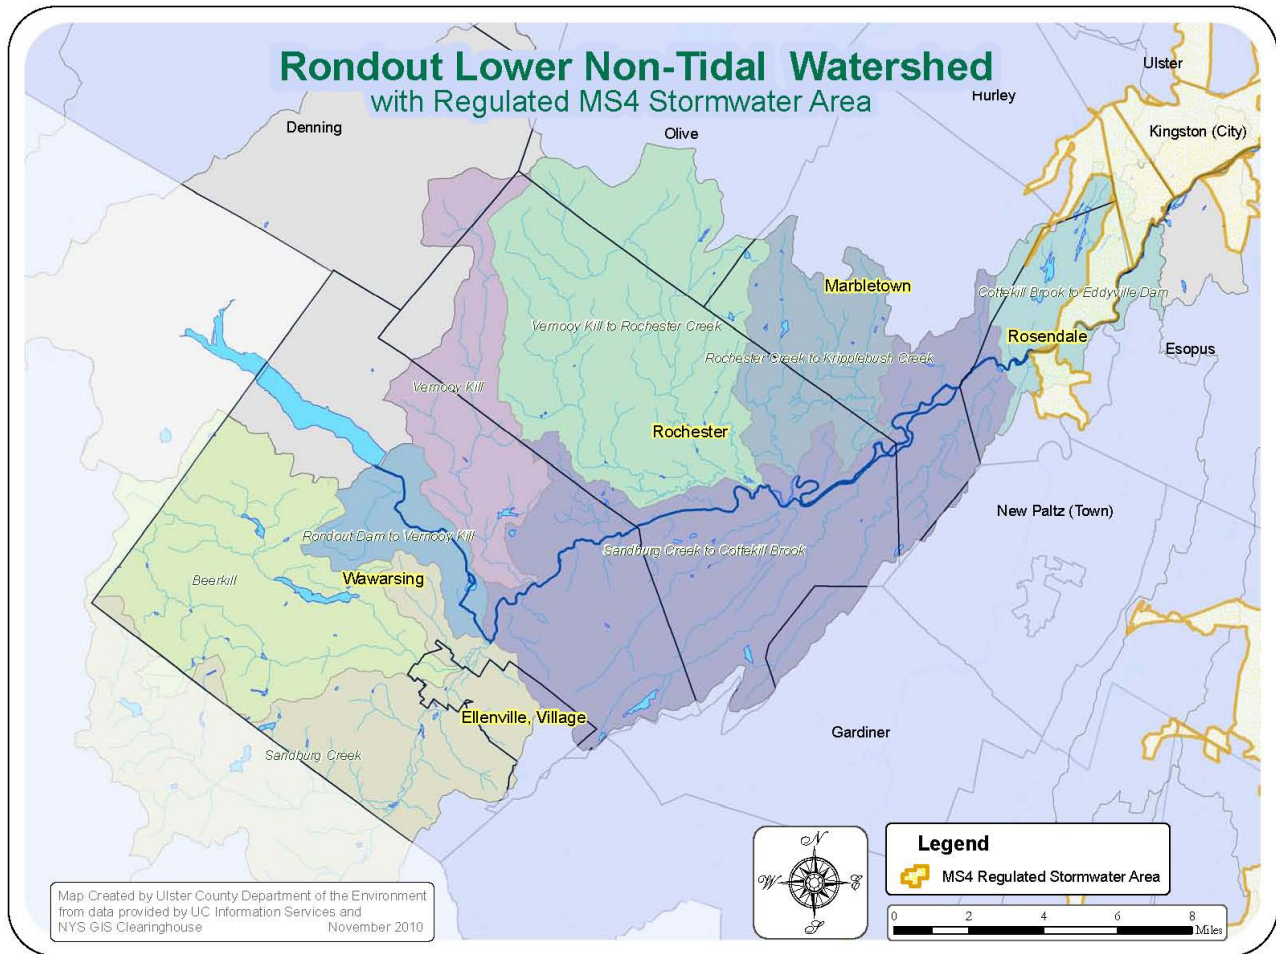 Rondout Lower Non-Tidal Watershed
with Regulated MS4 Stormwater Area
Ulster
Hurley
Denning
Olive
Kingston (City)
Marbletown
Cottekill Brook to Eddyville Dam
Vernooy Kill to Rochester Creek
Rosendale
Esopus
Rochester Creek to Kripplebush Creek
Vernooy Kill
Rochester
New Paltz (Town)
Rondout Dam to Vernooy Kill
Sandburg Creek to Cottekill Brook
Beerkill
Wawarsing
Ellenville, Village
Gardiner
Sandburg Creek
N
W
E
S
Legend
MS4 Regulated Stormwater Area
0 2 4 6 8
Miles
Map Created by Ulster County Department of the Environment
from data provided by UC Information Services and
NYS GIS Clearinghouse November 2010